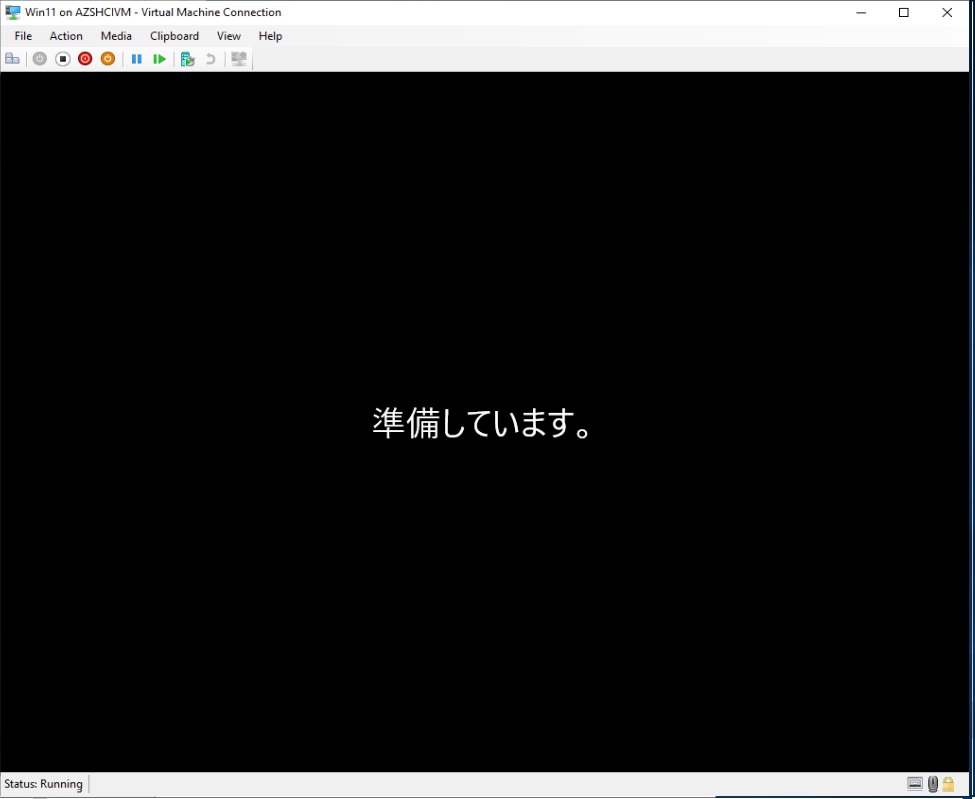 Win11 on AZSHCIVM - Virtual Machine Connection
File Action Media Clipboard View Help
準備しています。
Status: Running